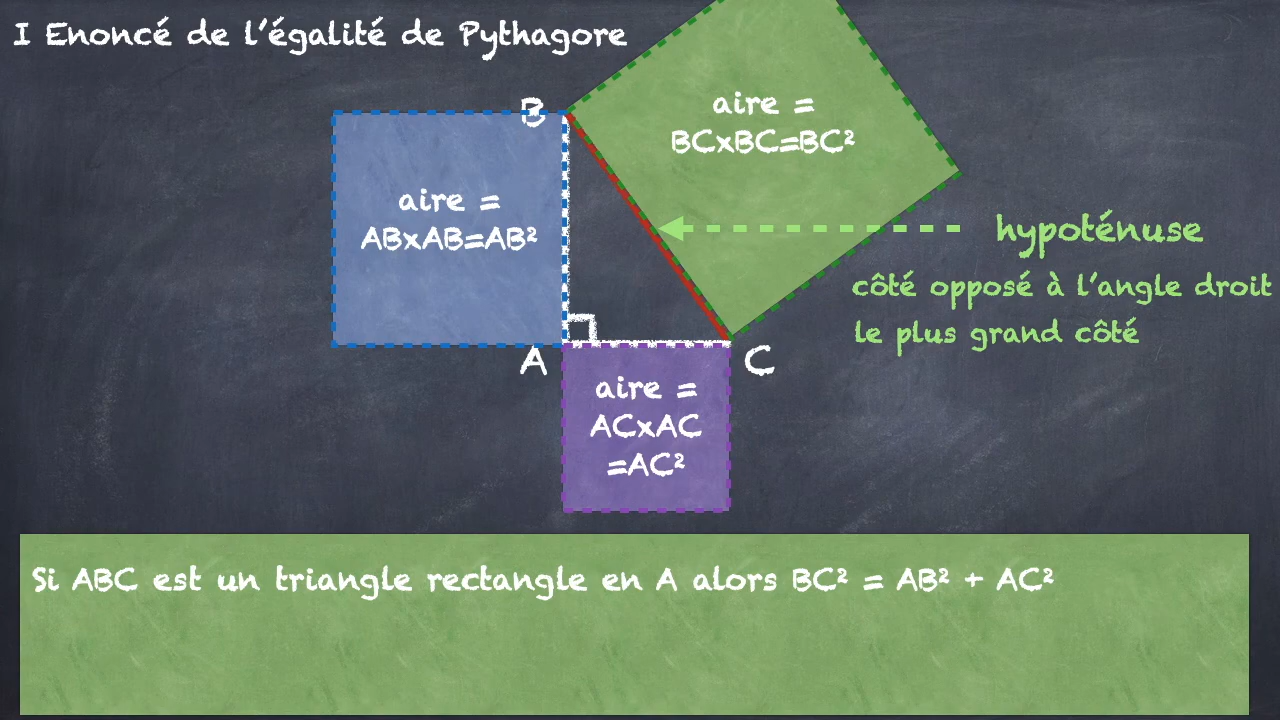 I Enoncé de l'égalité de Pythagore
B
aire =
BCxBC=BC²
aire =
ABxAB=AB²
hypoténuse
côté opposé à l'angle droit
le plus grand côté
A
C
aire =
ACxAC
=AC²
Si ABC est un triangle rectangle en A alors BC² = AB² + AC²